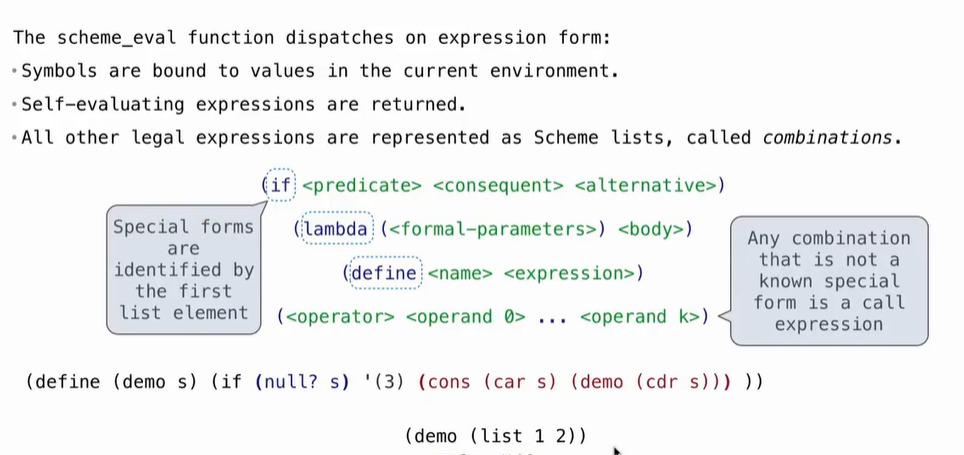 The scheme_eval function dispatches on expression form:
•Symbols are bound to values in the current environment.
•Self-evaluating expressions are returned.
•All other legal expressions are represented as Scheme lists, called combinations.
(if <predicate> <consequent> <alternative>)
Special forms
are
identified by
the first
list element
(lambda (<formal-parameters>) <body>)
(define <name> <expression>)
(<operator> <operand 0> ... <operand k>)
Any combination
that is not a
known special
form is a call
expression
(define (demo s) (if (null? s) '(3) (cons (car s) (demo (cdr s))) ))
(demo (list 1 2))